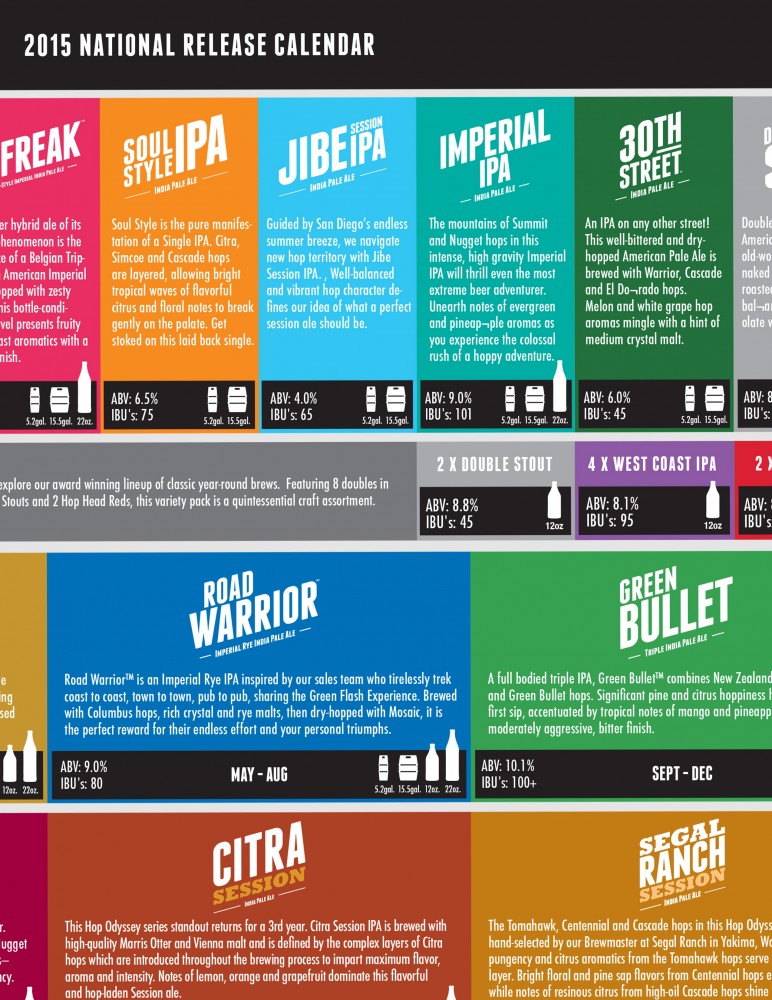 2015 NATIONAL RELEASE CALENDAR
FREAK™
-STYLE IMPERIAL INDIA PALE ALE
er hybrid ale of its
henomenon is the
ce of a Belgian Trip-
American Imperial
opped with zesty
his bottle-condi-
vel presents fruity
ast aromatics with a
nish.
5.2gal. 15.5gal. 22oz.
SOUL
STYLE IPA
INDIA PALE ALE
Soul Style is the pure manifes-
tation of a Single IPA. Citra,
Simcoe and Cascade hops
are layered, allowing bright
tropical waves of flavorful
citrus and floral notes to break
gently on the palate. Get
stoked on this laid back single.
ABV: 6.5%
IBU's: 75
5.2gal. 15.5gal.
JIBE SESSION
IPA
INDIA PALE ALE
Guided by San Diego's endless
summer breeze, we navigate
new hop territory with Jibe
Session IPA. , Well-balanced
and vibrant hop character de-
fines our idea of what a perfect
session ale should be.
ABV: 4.0%
IBU's: 65
5.2gal. 15.5gal.
IMPERIAL
IPA
INDIA PALE ALE
The mountains of Summit
and Nugget hops in this
intense, high gravity Imperial
IPA will thrill even the most
extreme beer adventurer.
Unearth notes of evergreen
and pineap¬ple aromas as
you experience the colossal
rush of a hoppy adventure.
ABV: 9.0%
IBU's: 101
5.2gal. 15.5gal. 22oz.
30TH
STREET
INDIA PALE ALE
An IPA on any other street!
This well-bittered and dry-
hopped American Pale Ale is
brewed with Warrior, Cascade
and El Do¬rado hops.
Melon and white grape hop
aromas mingle with a hint of
medium crystal malt.
ABV: 6.0%
IBU's: 45
5.2gal. 15.5gal.
D
S
Double
Americ
old-wo
naked
roasted
bal¬an
olate v
ABV: 8
IBU's:
explore our award winning lineup of classic year-round brews. Featuring 8 doubles in
Stouts and 2 Hop Head Reds, this variety pack is a quintessential craft assortment.
2 X DOUBLE STOUT
ABV: 8.8%
IBU's: 45
12oz
4 X WEST COAST IPA
ABV: 8.1%
IBU's: 95
12oz
2 X
ABV: 8
IBU's:
e
ing
sed
12oz. 22oz.
ROAD
WARRIOR™
IMPERIAL RYE INDIA PALE ALE
Road Warrior™ is an Imperial Rye IPA inspired by our sales team who tirelessly trek
coast to coast, town to town, pub to pub, sharing the Green Flash Experience. Brewed
with Columbus hops, rich crystal and rye malts, then dry-hopped with Mosaic, it is
the perfect reward for their endless effort and your personal triumphs.
ABV: 9.0%
IBU's: 80
MAY - AUG
5.2gal. 15.5gal. 12oz. 22oz.
GREEN
BULLET™
TRIPLE INDIA PALE ALE
A full bodied triple IPA, Green Bullet™ combines New Zealand
and Green Bullet hops. Significant pine and citrus hoppiness h
first sip, accentuated by tropical notes of mango and pineapp
moderately aggressive, bitter finish.
ABV: 10.1%
IBU's: 100+
SEPT - DEC
r.
ugget
s—
ncy.
CITRA
SESSION
INDIA PALE ALE
This Hop Odyssey series standout returns for a 3rd year. Citra Session IPA is brewed with
high-quality Marris Otter and Vienna malt and is defined by the complex layers of Citra
hops which are introduced throughout the brewing process to impart maximum flavor,
aroma and intensity. Notes of lemon, orange and grapefruit dominate this flavorful
and hop-laden Session ale.
SEGAL
RANCH
SESSION
INDIA PALE ALE
The Tomahawk, Centennial and Cascade hops in this Hop Odyss
hand-selected by our Brewmaster at Segal Ranch in Yakima, Wa
pungency and citrus aromatics from the Tomahawk hops serve
layer. Bright floral and pine sap flavors from Centennial hops e
while notes of resinous citrus from high-oil Cascade hops shine